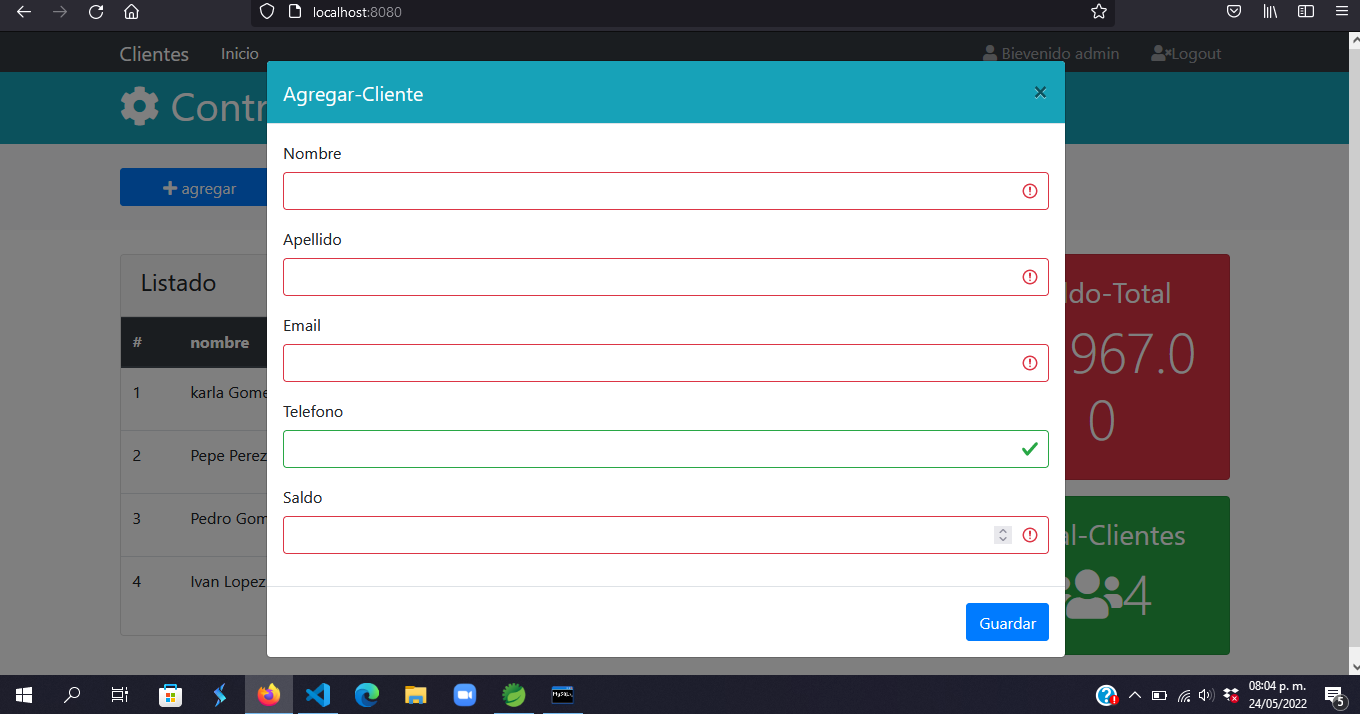 localhost:8080
Clientes Inicio Bievenido admin Logout
Contr
Agregar-Cliente ×
agregar
Nombre
Apellido
Email
Telefono
Saldo
Guardar
Listado
# nombre
1 karla Gome
2 Pepe Perez
3 Pedro Gom
4 Ivan Lopez
ldo-Total
967.0
0
al-Clientes
4
08:04 p. m.
24/05/2022
5